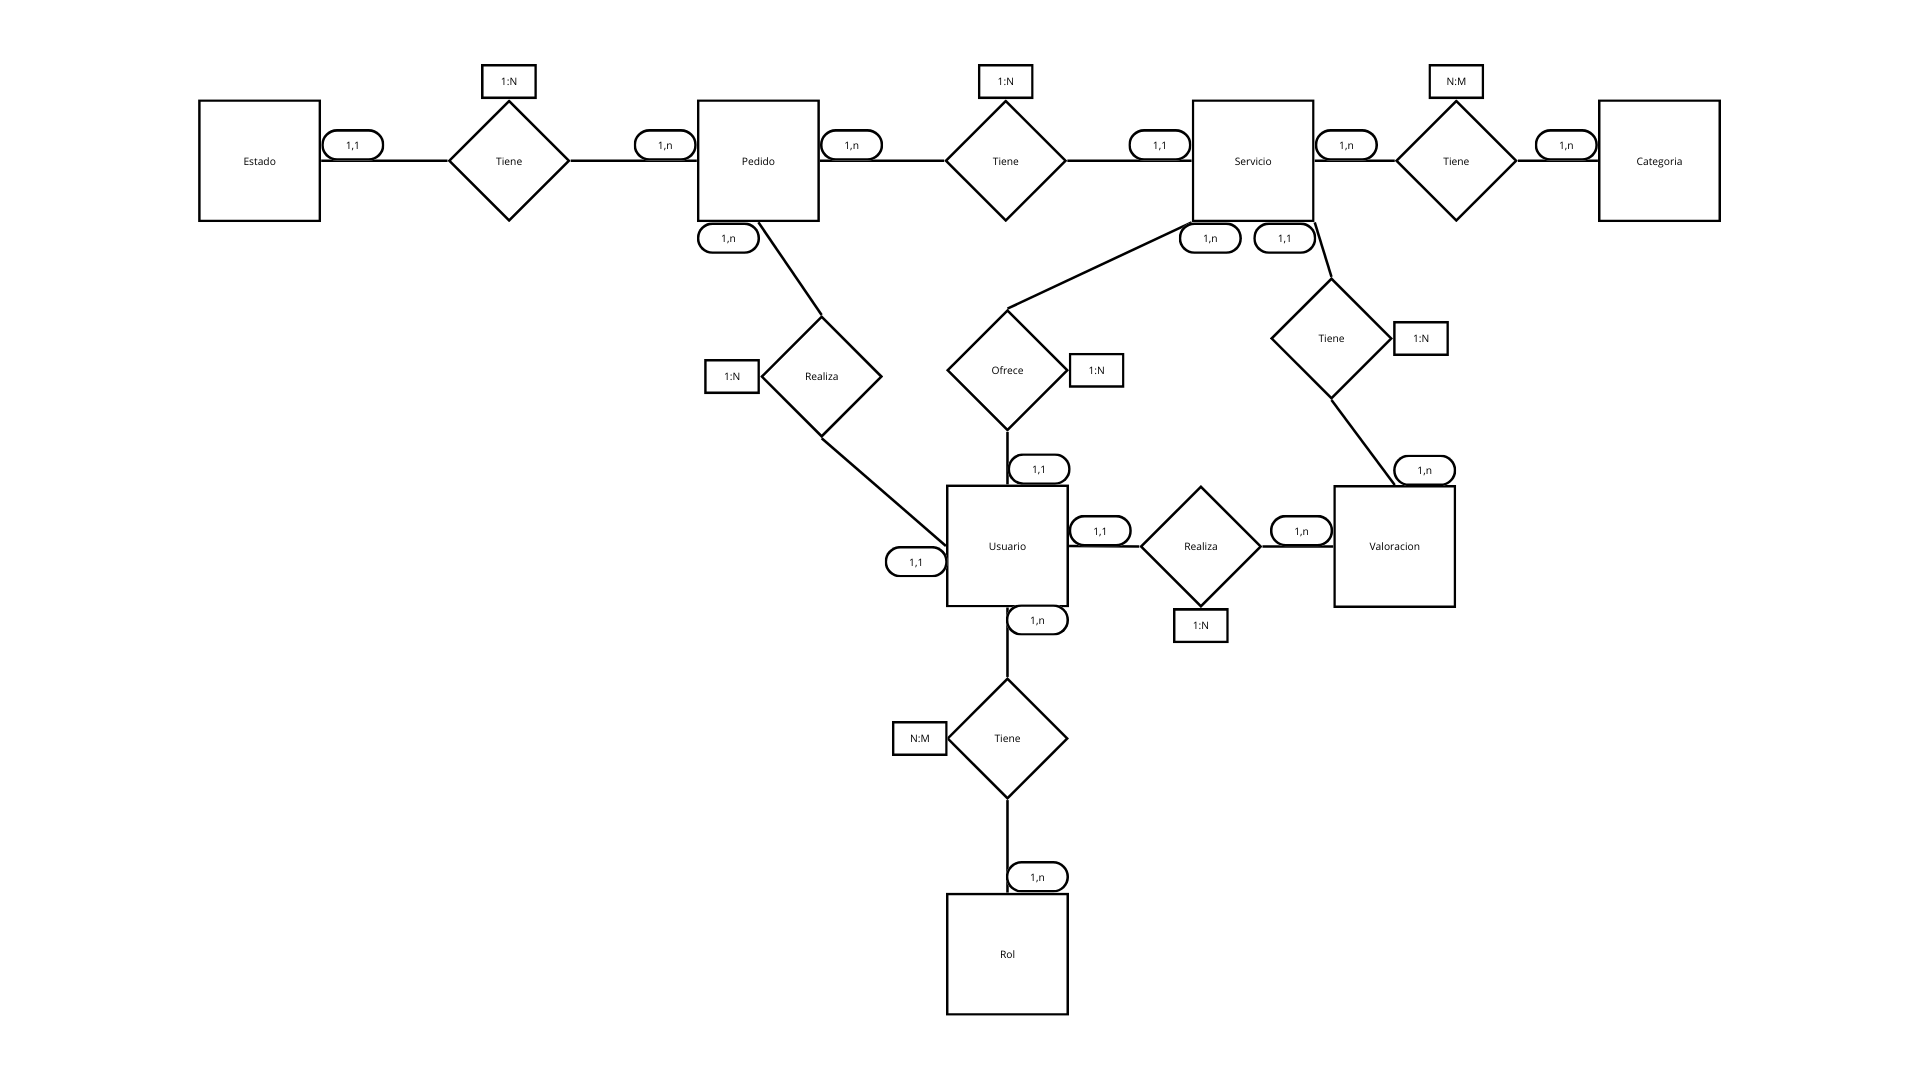 1:N
1:N
N:M
1,1
1,n
1,n
1,1
1,n
1,n
Estado
Tiene
Pedido
Tiene
Servicio
Tiene
Categoria
1,n
1,n
1,1
Tiene
1:N
1:N
Realiza
Ofrece
1:N
1,1
1,n
1,1
1,n
Usuario
Realiza
Valoracion
1,1
1,n
1:N
N:M
Tiene
1,n
Rol